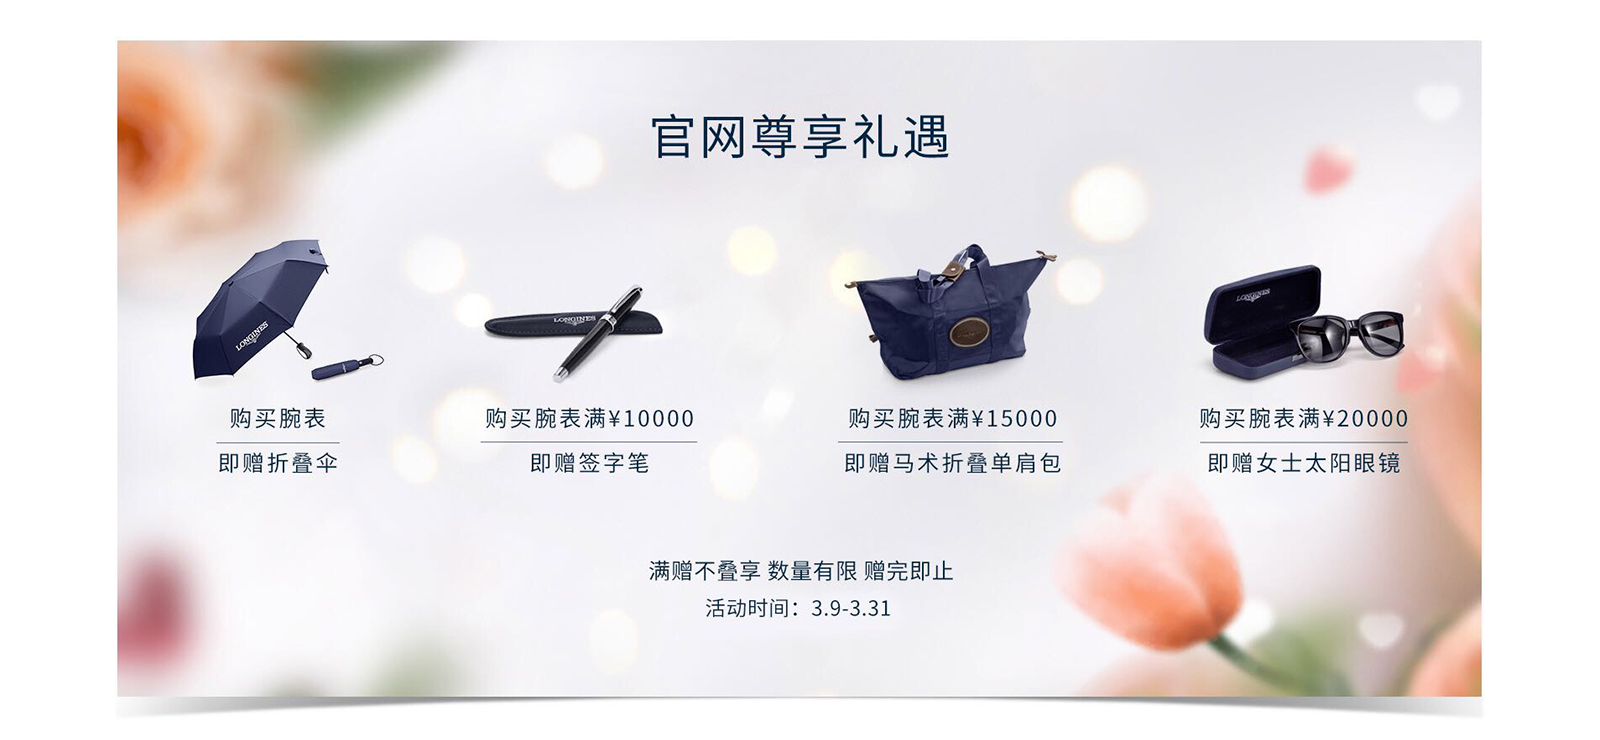 官网尊享礼遇
LONGINES
LONGINES
LONGINES
购买腕表
即赠折叠伞
购买腕表满¥10000
即赠签字笔
购买腕表满¥15000
即赠马术折叠单肩包
购买腕表满¥20000
即赠女士太阳眼镜
满赠不叠享 数量有限 赠完即止
活动时间：3.9-3.31